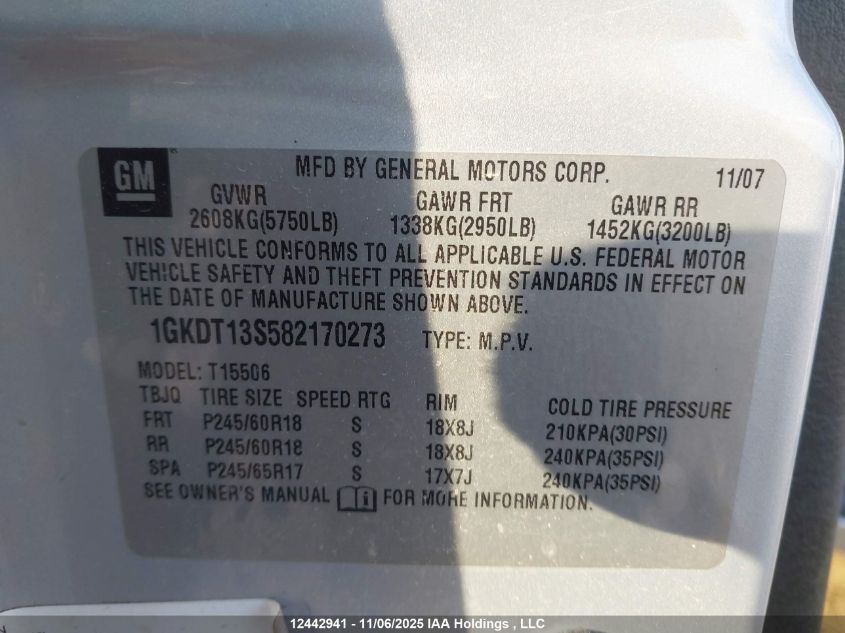 GM
MFD BY GENERAL MOTORS CORP. 11/07
GVWR GAWR FRT GAWR RR
2608KG(5750LB) 1338KG(2950LB) 1452KG(3200LB)
THIS VEHICLE CONFORMS TO ALL APPLICABLE U.S. FEDERAL MOTOR
VEHICLE SAFETY AND THEFT PREVENTION STANDARDS IN EFFECT ON
THE DATE OF MANUFACTURE SHOWN ABOVE.
1GKDT13S582170273 TYPE: M.P.V.
MODEL: T15506
TBJQ TIRE SIZE SPEED RTG RIM COLD TIRE PRESSURE
FRT P245/60R18 S 18X8J 210KPA(30PSI)
RR P245/60R18 S 18X8J 240KPA(35PSI)
SPA P245/65R17 S 17X7J 240KPA(35PSI)
SEE OWNER'S MANUAL i FOR MORE INFORMATION.
12442941 - 11/06/2025 IAA Holdings , LLC